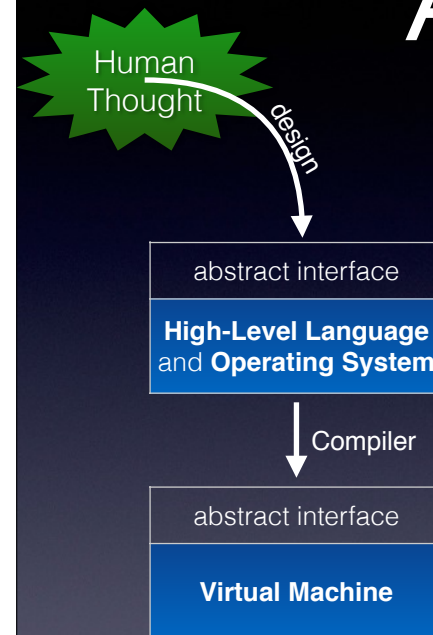 A
Human
Thought
design
abstract interface
High-Level Language
and Operating System
Compiler
abstract interface
Virtual Machine